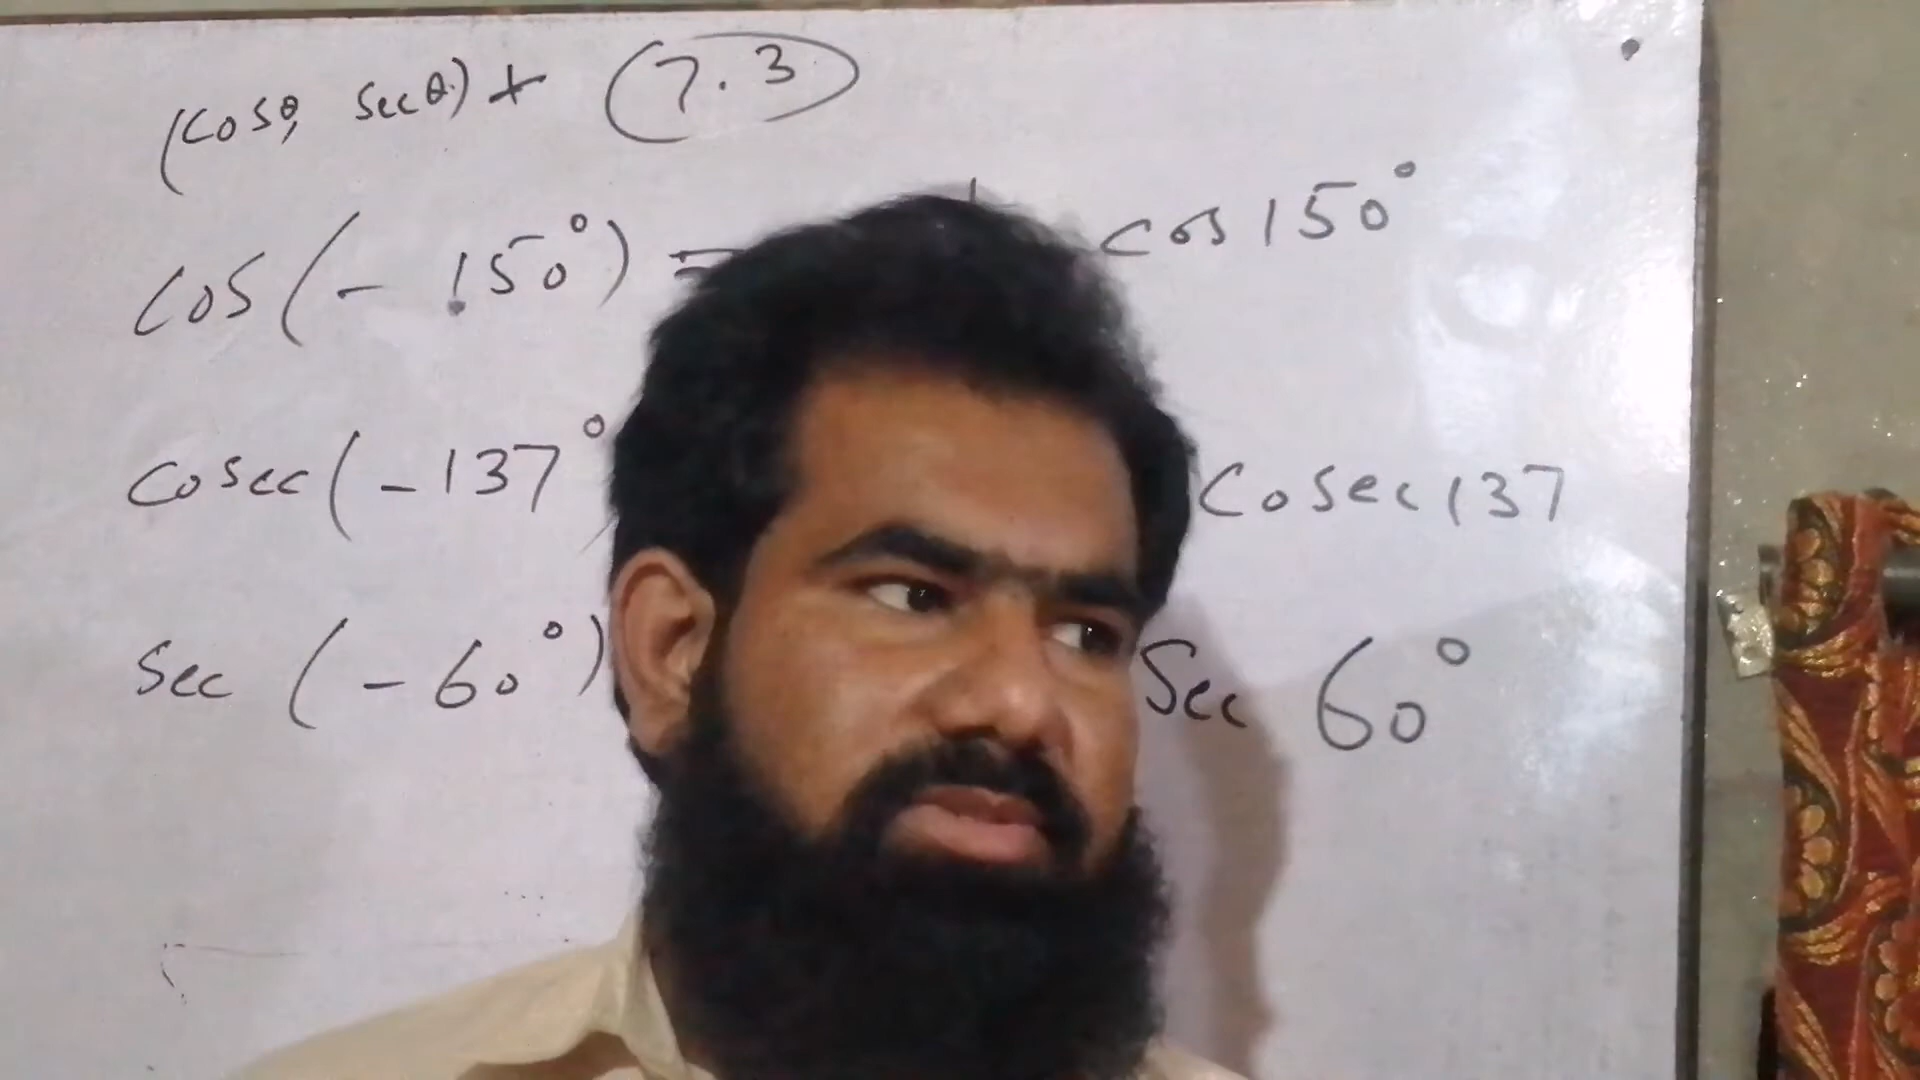 (cosθ, secθ) + 7.3
cos(-150°) = + cos150°
cosec(-137°) cosec137
sec (-60°) Sec 60°